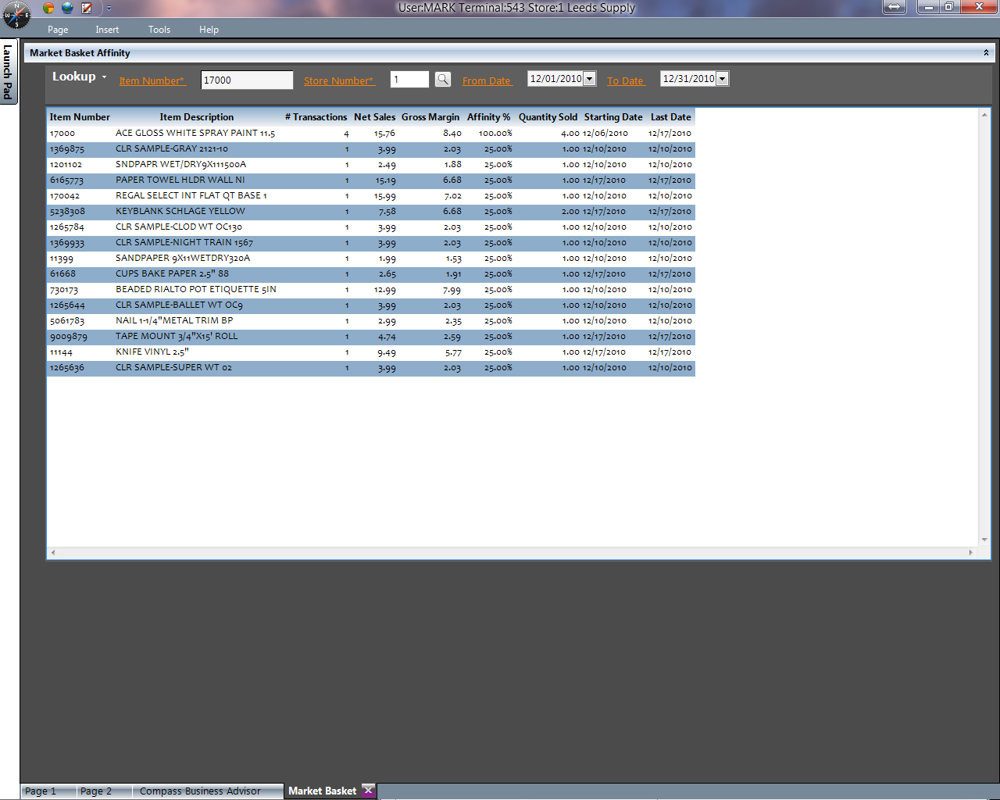 User:MARK Terminal:543 Store:1 Leeds Supply
N
W E
S
Page Insert Tools Help
Launch Pad
Market Basket Affinity
Lookup Item Number* 17000 Store Number* 1 From Date 12/01/2010 To Date 12/31/2010
Item Number Item Description # Transactions Net Sales Gross Margin Affinity % Quantity Sold Starting Date Last Date
17000 ACE GLOSS WHITE SPRAY PAINT 11.5 4 15.76 8.40 100.00% 4.00 12/06/2010 12/17/2010
1369875 CLR SAMPLE-GRAY 2121-10 1 3.99 2.03 25.00% 1.00 12/10/2010 12/10/2010
1201102 SNDPAPR WET/DRY9X111500A 1 2.49 1.88 25.00% 1.00 12/10/2010 12/10/2010
6165773 PAPER TOWEL HLDR WALL NI 1 15.19 6.68 25.00% 1.00 12/17/2010 12/17/2010
170042 REGAL SELECT INT FLAT QT BASE 1 1 15.99 7.02 25.00% 1.00 12/10/2010 12/10/2010
5238308 KEYBLANK SCHLAGE YELLOW 1 7.58 6.68 25.00% 2.00 12/17/2010 12/17/2010
1265784 CLR SAMPLE-CLOD WT OC130 1 3.99 2.03 25.00% 1.00 12/10/2010 12/10/2010
1369933 CLR SAMPLE-NIGHT TRAIN 1567 1 3.99 2.03 25.00% 1.00 12/10/2010 12/10/2010
11399 SANDPAPER 9X11WETDRY320A 1 1.99 1.53 25.00% 1.00 12/10/2010 12/10/2010
61668 CUPS BAKE PAPER 2.5" 88 1 2.65 1.91 25.00% 1.00 12/17/2010 12/17/2010
730173 BEADED RIALTO POT ETIQUETTE 5IN 1 12.99 7.99 25.00% 1.00 12/10/2010 12/10/2010
1265644 CLR SAMPLE-BALLET WT OC9 1 3.99 2.03 25.00% 1.00 12/10/2010 12/10/2010
5061783 NAIL 1-1/4"METAL TRIM BP 1 2.99 2.35 25.00% 1.00 12/10/2010 12/10/2010
9009879 TAPE MOUNT 3/4"X15' ROLL 1 4.74 2.59 25.00% 1.00 12/17/2010 12/17/2010
11144 KNIFE VINYL 2.5" 1 9.49 5.77 25.00% 1.00 12/17/2010 12/17/2010
1265636 CLR SAMPLE-SUPER WT 02 1 3.99 2.03 25.00% 1.00 12/10/2010 12/10/2010
Page 1 Page 2 Compass Business Advisor Market Basket